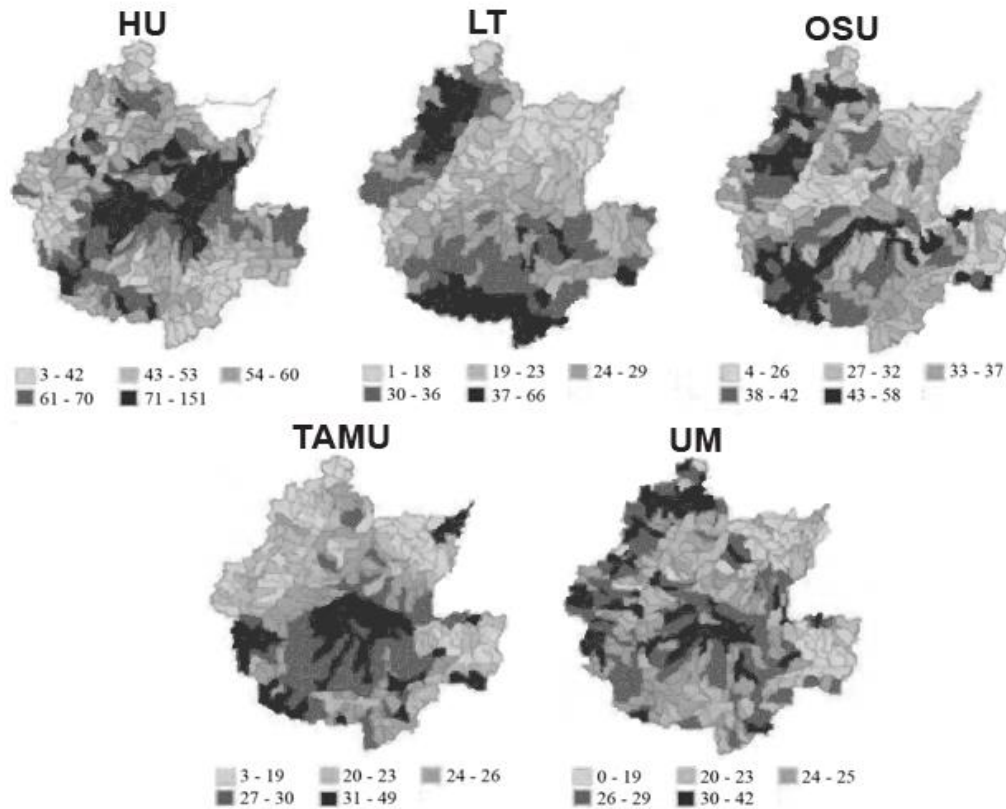 HU LT OSU
3 - 42 43 - 53 54 - 60 1 - 18 19 - 23 24 - 29 4 - 26 27 - 32 33 - 37
61 - 70 71 - 151 30 - 36 37 - 66 38 - 42 43 - 58
TAMU UM
3 - 19 20 - 23 24 - 26 0 - 19 20 - 23 24 - 25
27 - 30 31 - 49 26 - 29 30 - 42